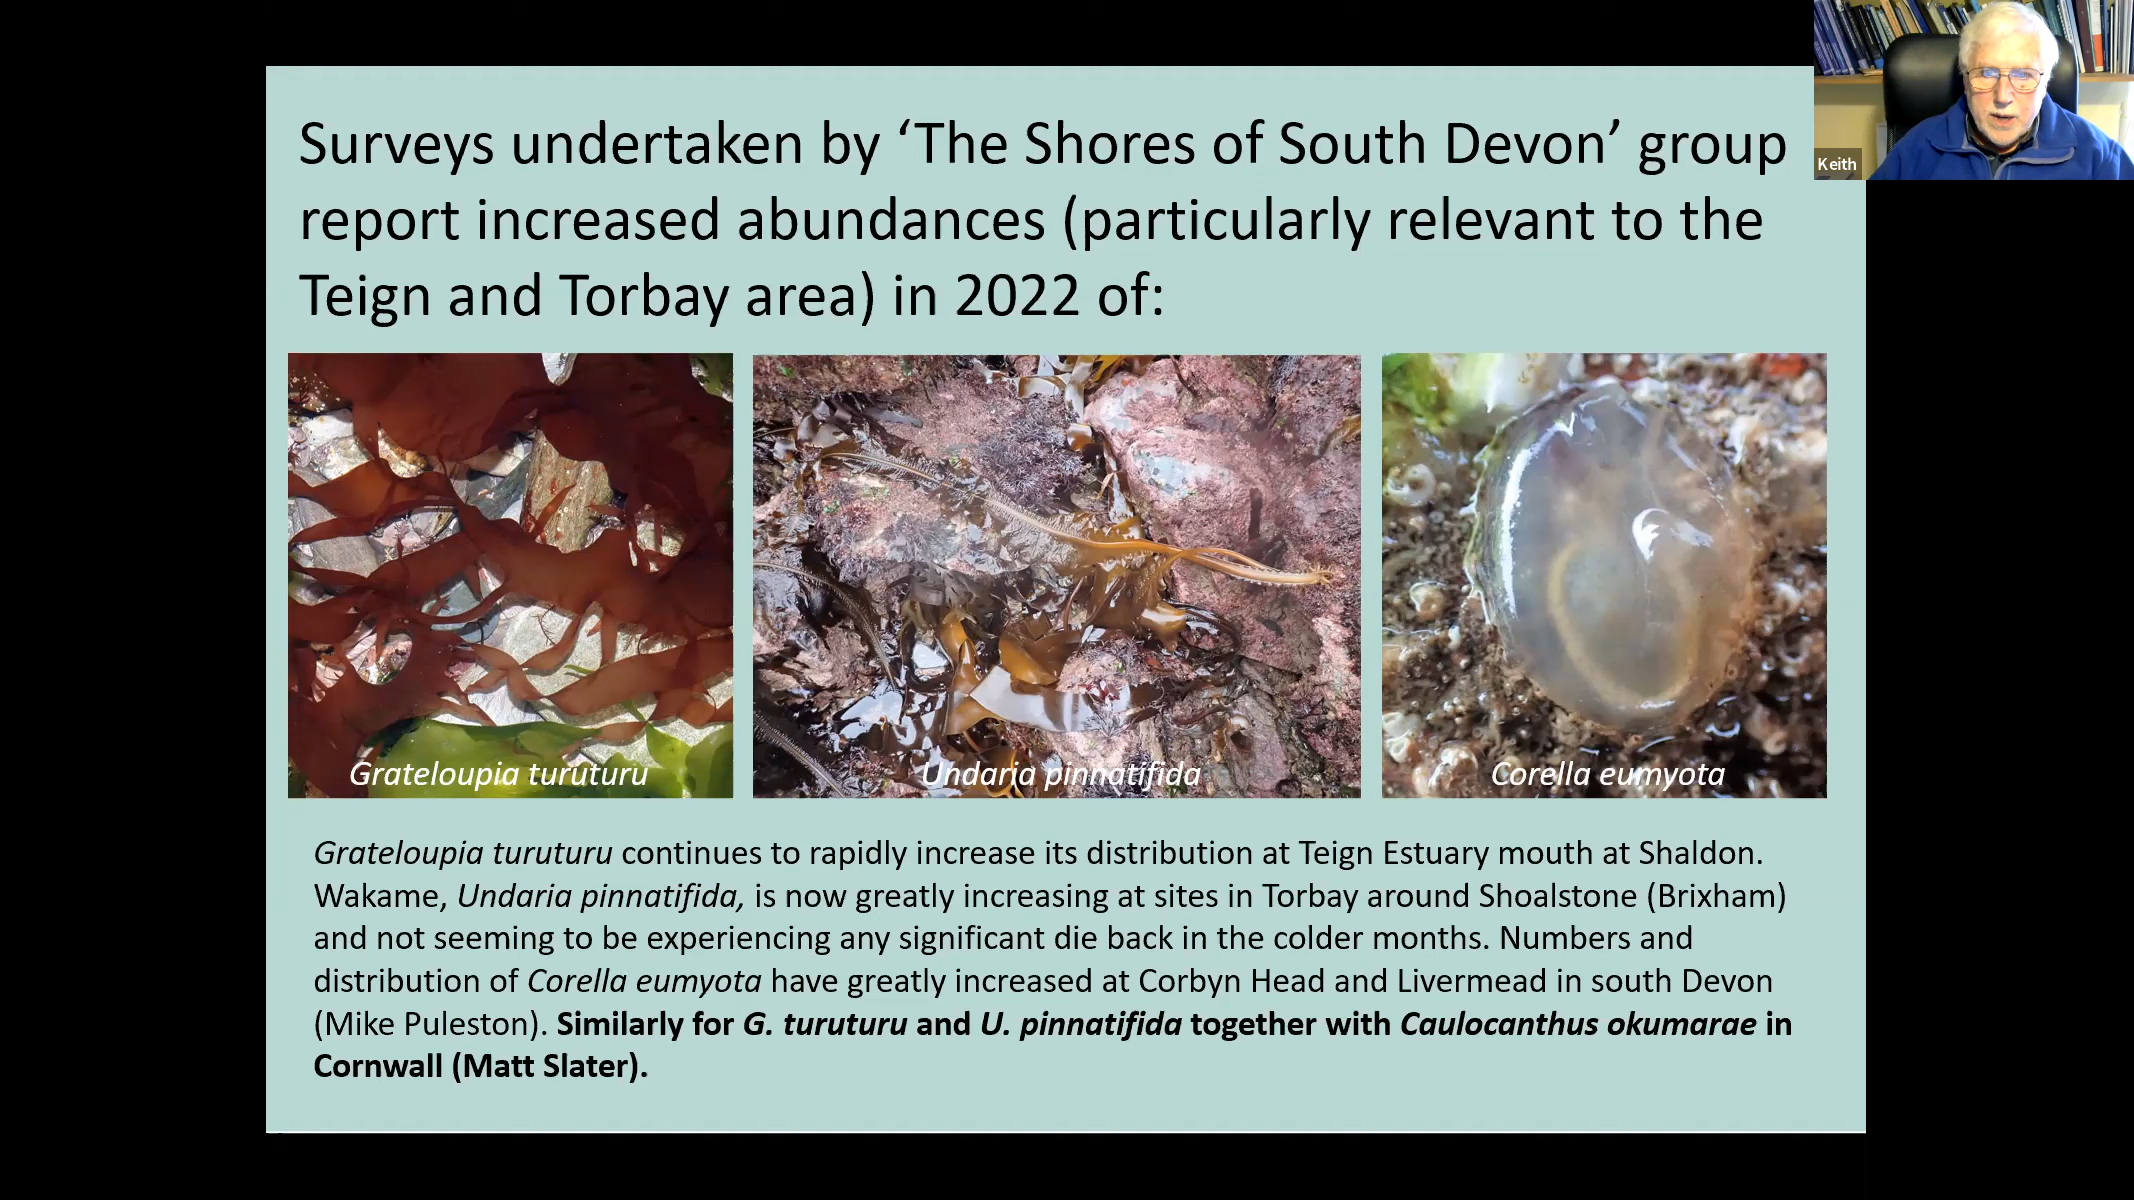 Surveys undertaken by ‘The Shores of South Devon’ group
report increased abundances (particularly relevant to the
Teign and Torbay area) in 2022 of:
Keith
Grateloupia turuturu
Undaria pinnatifida
Corella eumyota
Grateloupia turuturu continues to rapidly increase its distribution at Teign Estuary mouth at Shaldon.
Wakame, Undaria pinnatifida, is now greatly increasing at sites in Torbay around Shoalstone (Brixham)
and not seeming to be experiencing any significant die back in the colder months. Numbers and
distribution of Corella eumyota have greatly increased at Corbyn Head and Livermead in south Devon
(Mike Puleston). Similarly for G. turuturu and U. pinnatifida together with Caulocanthus okumarae in
Cornwall (Matt Slater).